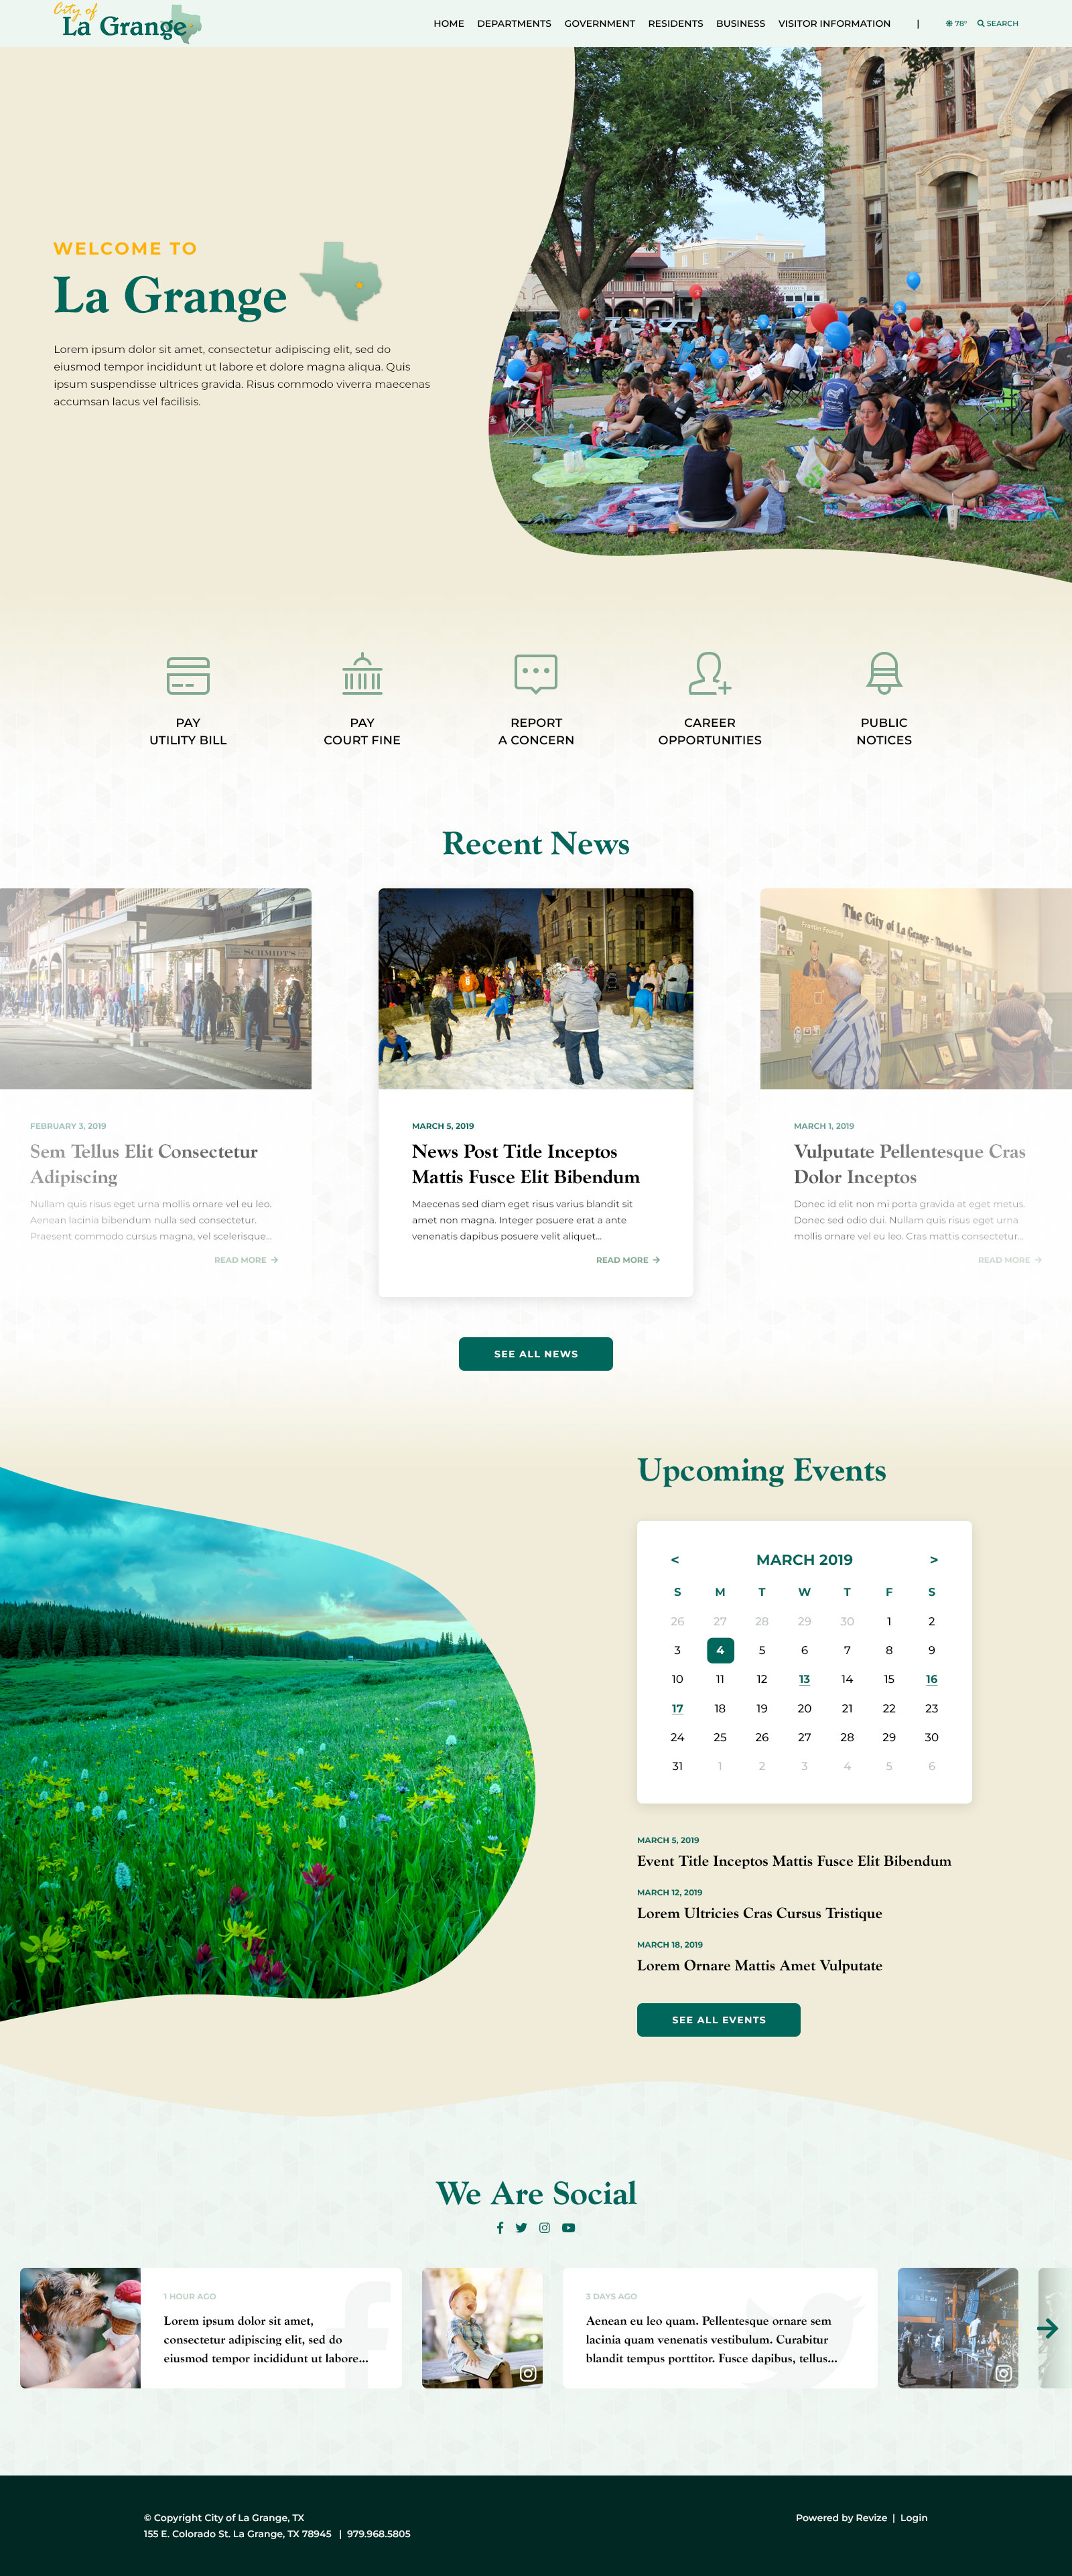 City of
La Grange
HOME DEPARTMENTS GOVERNMENT RESIDENTS BUSINESS VISITOR INFORMATION | 78° SEARCH
WELCOME TO
La Grange
Lorem ipsum dolor sit amet, consectetur adipiscing elit, sed do
eiusmod tempor incididunt ut labore et dolore magna aliqua. Quis
ipsum suspendisse ultrices gravida. Risus commodo viverra maecenas
accumsan lacus vel facilisis.
PAY
UTILITY BILL
PAY
COURT FINE
REPORT
A CONCERN
CAREER
OPPORTUNITIES
PUBLIC
NOTICES
Recent News
SCHMIDT'S
FEBRUARY 3, 2019
Sem Tellus Elit Consectetur
Adipiscing
Nullam quis risus eget urna mollis ornare vel eu leo.
Aenean lacinia bibendum nulla sed consectetur.
Praesent commodo cursus magna, vel scelerisque...
READ MORE
MARCH 5, 2019
News Post Title Inceptos
Mattis Fusce Elit Bibendum
Maecenas sed diam eget risus varius blandit sit
amet non magna. Integer posuere erat a ante
venenatis dapibus posuere velit aliquet...
READ MORE
The City of La Grange - Through the
Frontier Founding
MARCH 1, 2019
Vulputate Pellentesque Cras
Dolor Inceptos
Donec id elit non mi porta gravida at eget metus.
Donec sed odio dui. Nullam quis risus eget urna
mollis ornare vel eu leo. Cras mattis consectetur...
READ MORE
SEE ALL NEWS
Upcoming Events
< MARCH 2019 >
S M T W T F S
26 27 28 29 30 1 2
3 4 5 6 7 8 9
10 11 12 13 14 15 16
17 18 19 20 21 22 23
24 25 26 27 28 29 30
31 1 2 3 4 5 6
MARCH 5, 2019
Event Title Inceptos Mattis Fusce Elit Bibendum
MARCH 12, 2019
Lorem Ultricies Cras Cursus Tristique
MARCH 18, 2019
Lorem Ornare Mattis Amet Vulputate
SEE ALL EVENTS
We Are Social
1 HOUR AGO
Lorem ipsum dolor sit amet,
consectetur adipiscing elit, sed do
eiusmod tempor incididunt ut labore...
3 DAYS AGO
Aenean eu leo quam. Pellentesque ornare sem
lacinia quam venenatis vestibulum. Curabitur
blandit tempus porttitor. Fusce dapibus, tellus...
© Copyright City of La Grange, TX
155 E. Colorado St. La Grange, TX 78945 | 979.968.5805
Powered by Revize | Login